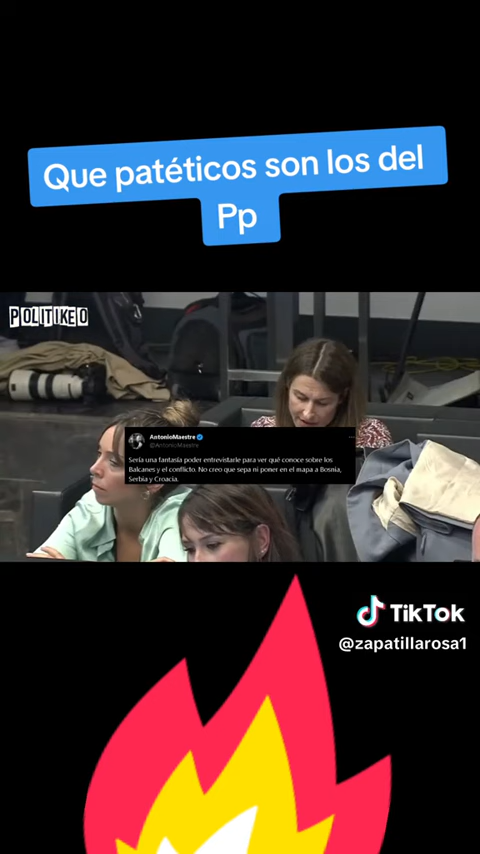 Que patéticos son los del
Pp
POLITIKEO
AntonioMaestre
@AntonioMaestre
Sería una fantasía poder entrevistarle para ver qué conoce sobre los
Balcanes y el conflicto. No creo que sepa ni poner en el mapa a Bosnia,
Serbia y Croacia.
TikTok
@zapatillarosa1